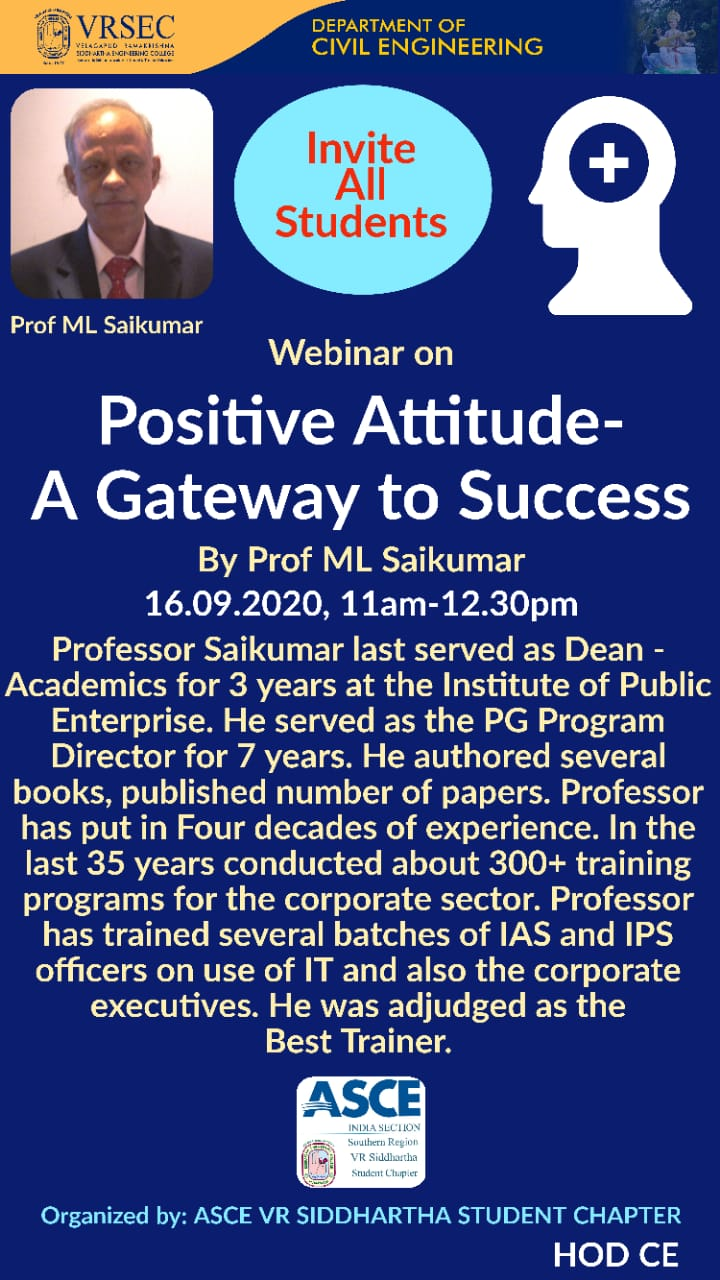 VRSEC
VELAGAPUDI RAMAKRISHNA
SIDDHARTHA ENGINEERING COLLEGE
DEPARTMENT OF
CIVIL ENGINEERING
Invite
All
Students
Prof ML Saikumar
Webinar on
Positive Attitude-
A Gateway to Success
By Prof ML Saikumar
16.09.2020, 11am-12.30pm
Professor Saikumar last served as Dean -
Academics for 3 years at the Institute of Public
Enterprise. He served as the PG Program
Director for 7 years. He authored several
books, published number of papers. Professor
has put in Four decades of experience. In the
last 35 years conducted about 300+ training
programs for the corporate sector. Professor
has trained several batches of IAS and IPS
officers on use of IT and also the corporate
executives. He was adjudged as the
Best Trainer.
ASCE
INDIA SECTION
Southern Region
VR Siddhartha
Student Chapter
Organized by: ASCE VR SIDDHARTHA STUDENT CHAPTER
HOD CE